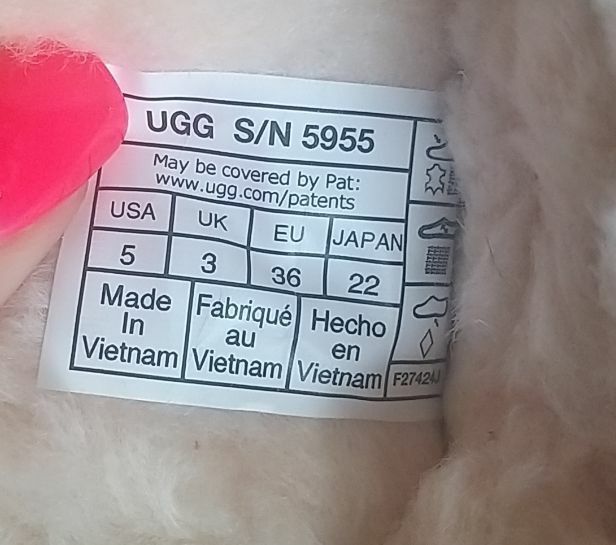 UGG S/N 5955
May be covered by Pat:
www.ugg.com/patents
USA UK EU JAPAN
5 3 36 22
Made
In
Vietnam
Fabriqué
au
Vietnam
Hecho
en
Vietnam